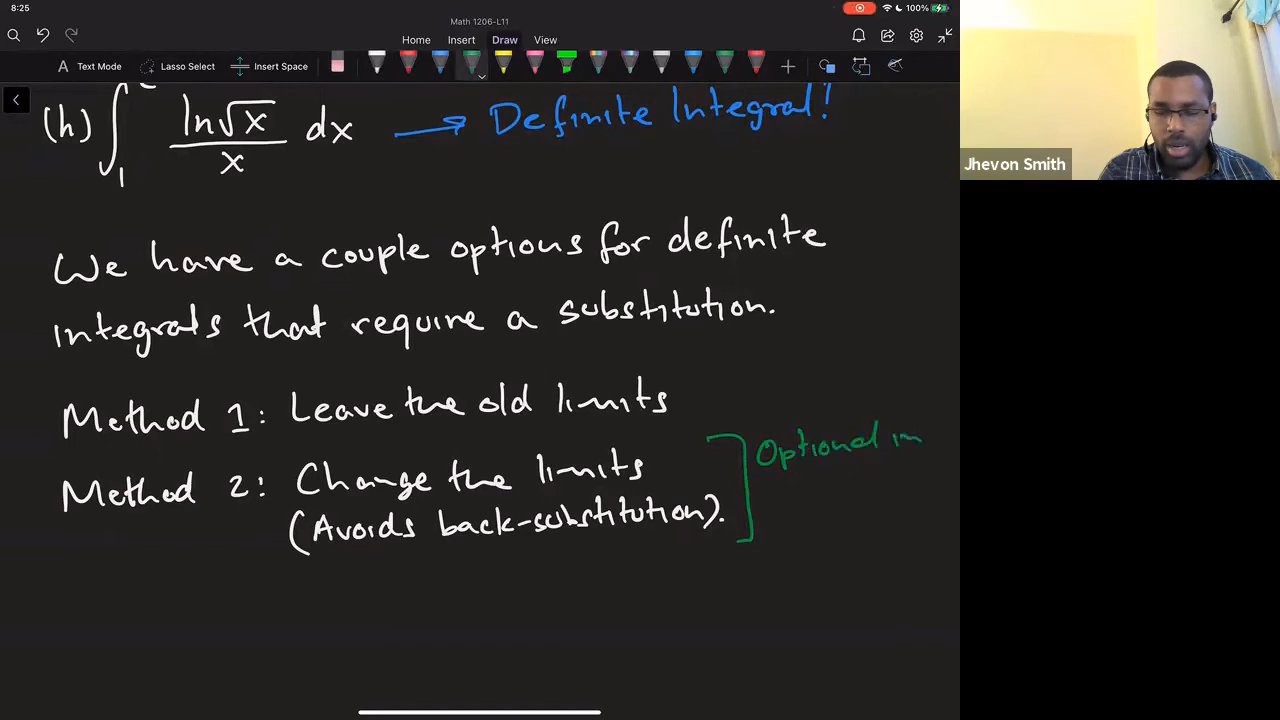 8:25
100%
Math 1206-L11
Home Insert Draw View
Text Mode Lasso Select Insert Space
(h) ∫₁ ln√x / x dx → Definite Integral!
Jhevon Smith
We have a couple options for definite
integrals that require a substitution.
Method 1: Leave the old limits
Optional in
Method 2: Change the limits
(Avoids back-substitution).